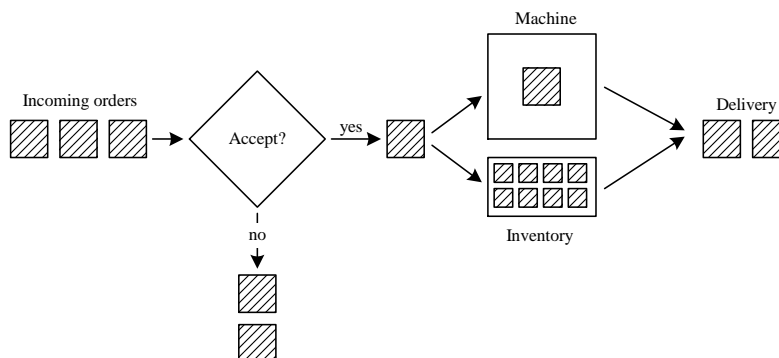 Machine
Incoming orders
Delivery
Accept?
yes
no
Inventory